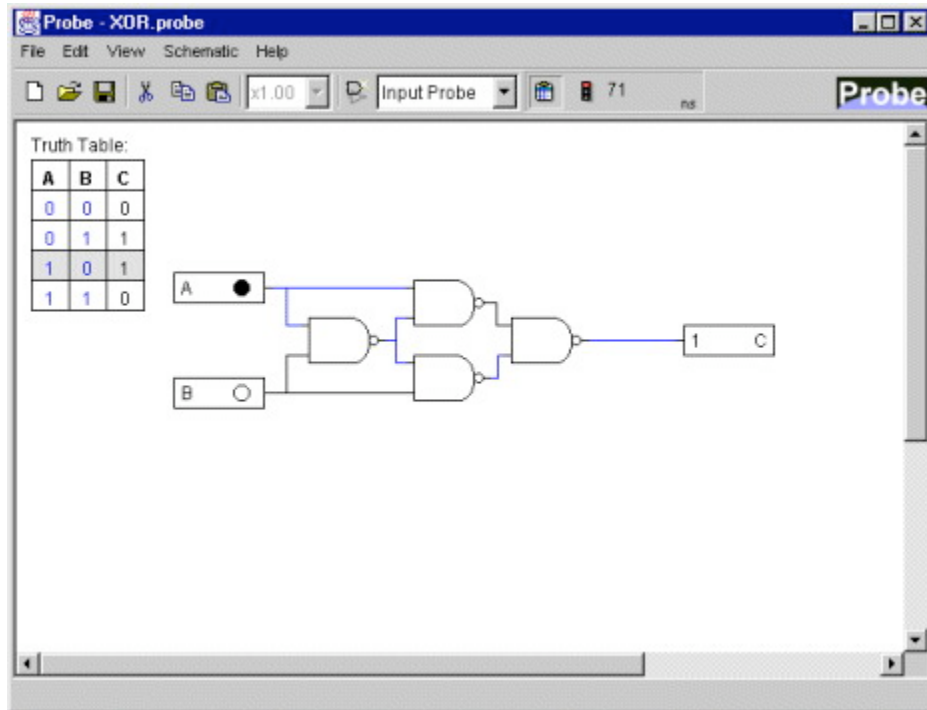 Probe - XOR.probe
File Edit View Schematic Help
x1.00 Input Probe 71 ns Probe
Truth Table:
A B C
0 0 0
0 1 1
1 0 1
1 1 0
A
B
1 C